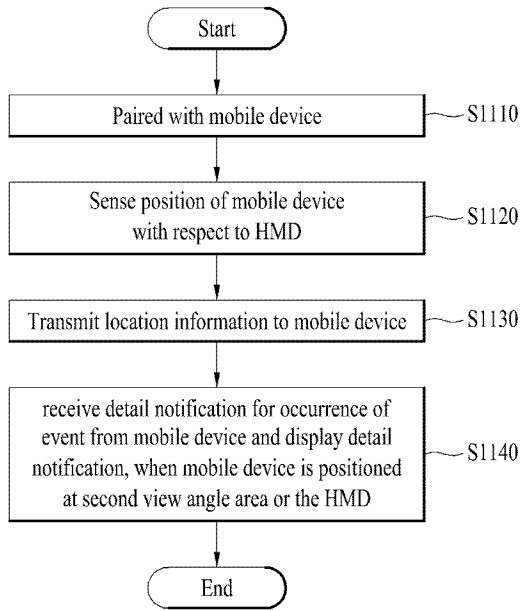 Start
Paired with mobile device
S1110
Sense position of mobile device
with respect to HMD
S1120
Transmit location information to mobile device
S1130
receive detail notification for occurrence of
event from mobile device and display detail
notification, when mobile device is positioned
at second view angle area or the HMD
S1140
End